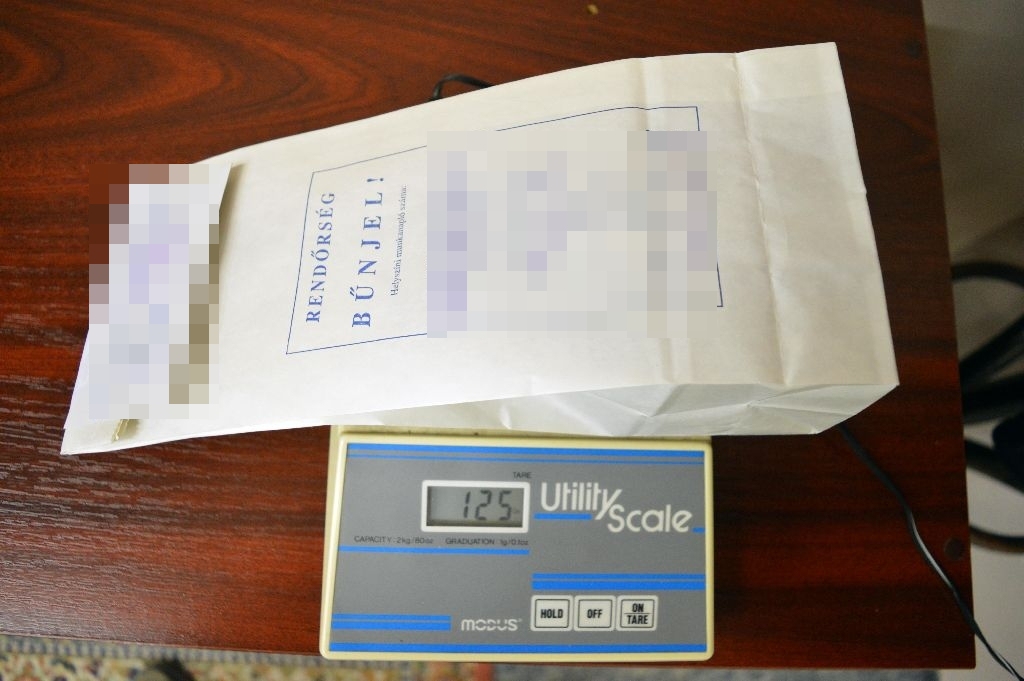 RENDŐRSÉG
BŰNJEL!
Helyszíni munkanapló száma:
TARE
125
Utility Scale
CAPACITY: 2kg/80oz GRADUATION: 1g/0.1oz
HOLD OFF ON/TARE
MODUS